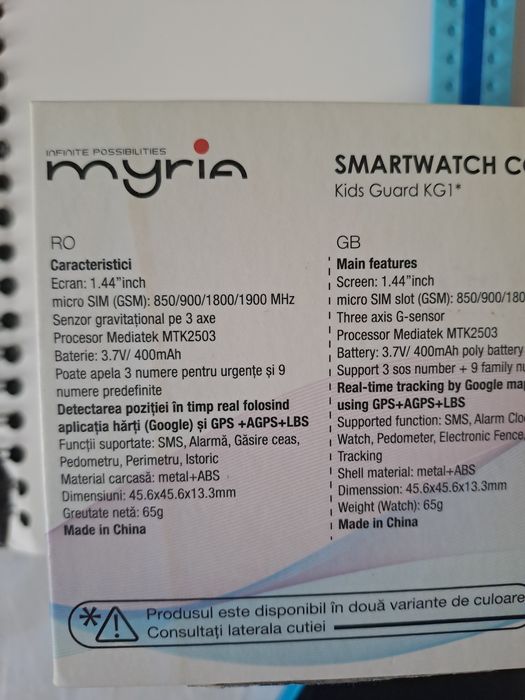 INFINITE POSSIBILITIES
myria
SMARTWATCH
Kids Guard KG1*
RO
Caracteristici
Ecran: 1.44"inch
micro SIM (GSM): 850/900/1800/1900 MHz
Senzor gravitațional pe 3 axe
Procesor Mediatek MTK2503
Baterie: 3.7V/ 400mAh
Poate apela 3 numere pentru urgențe și 9
numere predefinite
Detectarea poziției în timp real folosind
aplicația hărți (Google) și GPS +AGPS+LBS
Funcții suportate: SMS, Alarmă, Găsire ceas,
Pedometru, Perimetru, Istoric
Material carcasă: metal+ABS
Dimensiuni: 45.6x45.6x13.3mm
Greutate netă: 65g
Made in China
GB
Main features
Screen: 1.44"inch
micro SIM slot (GSM): 850/900/180
Three axis G-sensor
Processor Mediatek MTK2503
Battery: 3.7V/ 400mAh poly battery
Support 3 sos number + 9 family
Real-time tracking by Google
using GPS+AGPS+LBS
Supported function: SMS, Alarm
Watch, Pedometer, Electronic Fence,
Tracking
Shell material: metal+ABS
Dimenssion: 45.6x45.6x13.3mm
Weight (Watch): 65g
Made in China
Produsul este disponibil în două variante de culoare
Consultați laterala cutiei